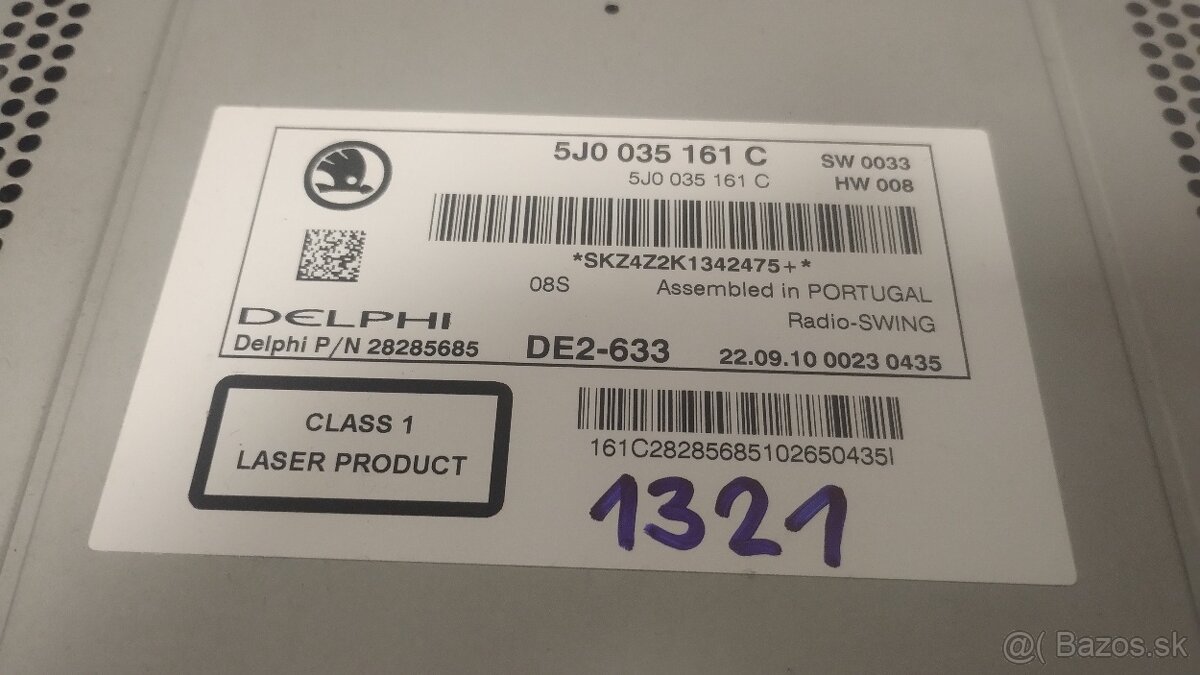 5J0 035 161 C SW 0033
5J0 035 161 C HW 008
*SKZ4Z2K1342475+*
08S Assembled in PORTUGAL
Radio-SWING
DELPHI
Delphi P/N 28285685 DE2-633 22.09.10 0023 0435
CLASS 1
LASER PRODUCT
161C28285685102650435I
1321
@( Bazos.sk